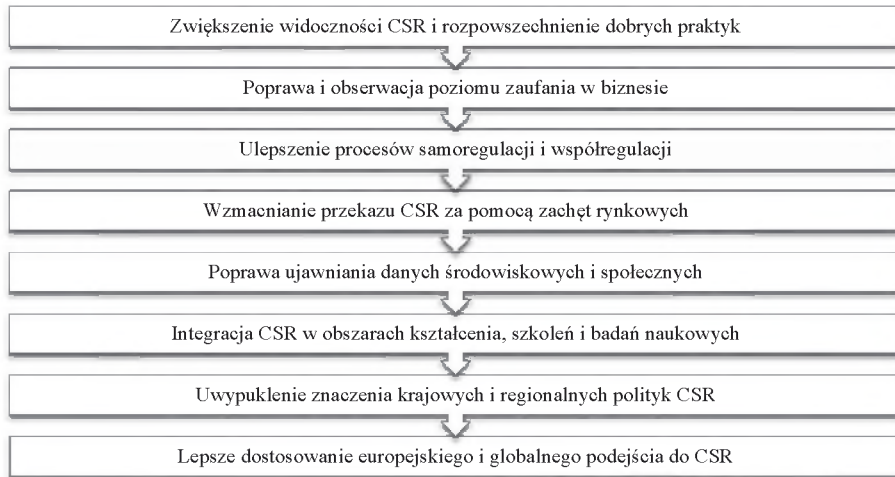 Zwiększenie widoczności CSR i rozpowszechnienie dobrych praktyk
Poprawa i obserwacja poziomu zaufania w biznesie
Ulepszenie procesów samoregulacji i współregulacji
Wzmacnianie przekazu CSR za pomocą zachęt rynkowych
Poprawa ujawniania danych środowiskowych i społecznych
Integracja CSR w obszarach kształcenia, szkoleń i badań naukowych
Uwypuklenie znaczenia krajowych i regionalnych polityk CSR
Lepsze dostosowanie europejskiego i globalnego podejścia do CSR